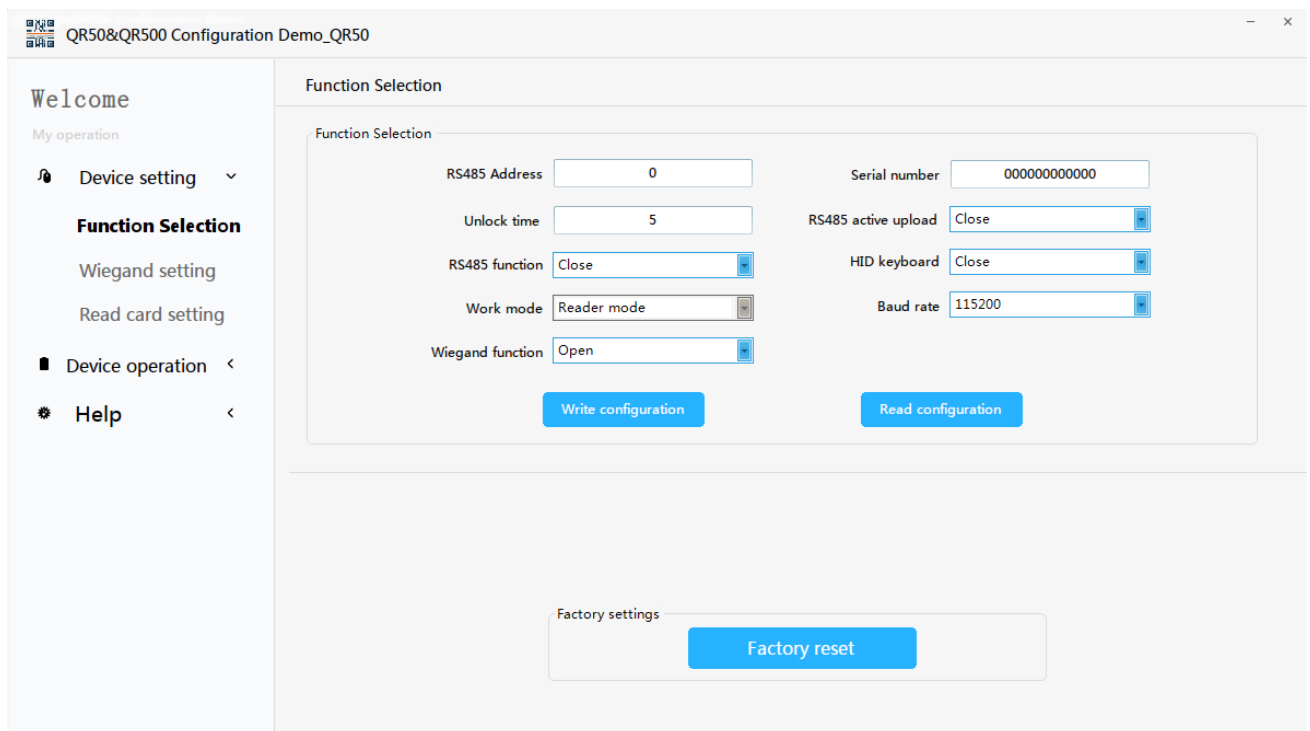 QR50&QR500 Configuration Demo_QR50
Welcome
My operation
Device setting
Function Selection
Wiegand setting
Read card setting
Device operation
Help
Function Selection
Function Selection
RS485 Address 0
Serial number 000000000000
Unlock time 5
RS485 active upload Close
RS485 function Close
HID keyboard Close
Work mode Reader mode
Baud rate 115200
Wiegand function Open
Write configuration
Read configuration
Factory settings
Factory reset